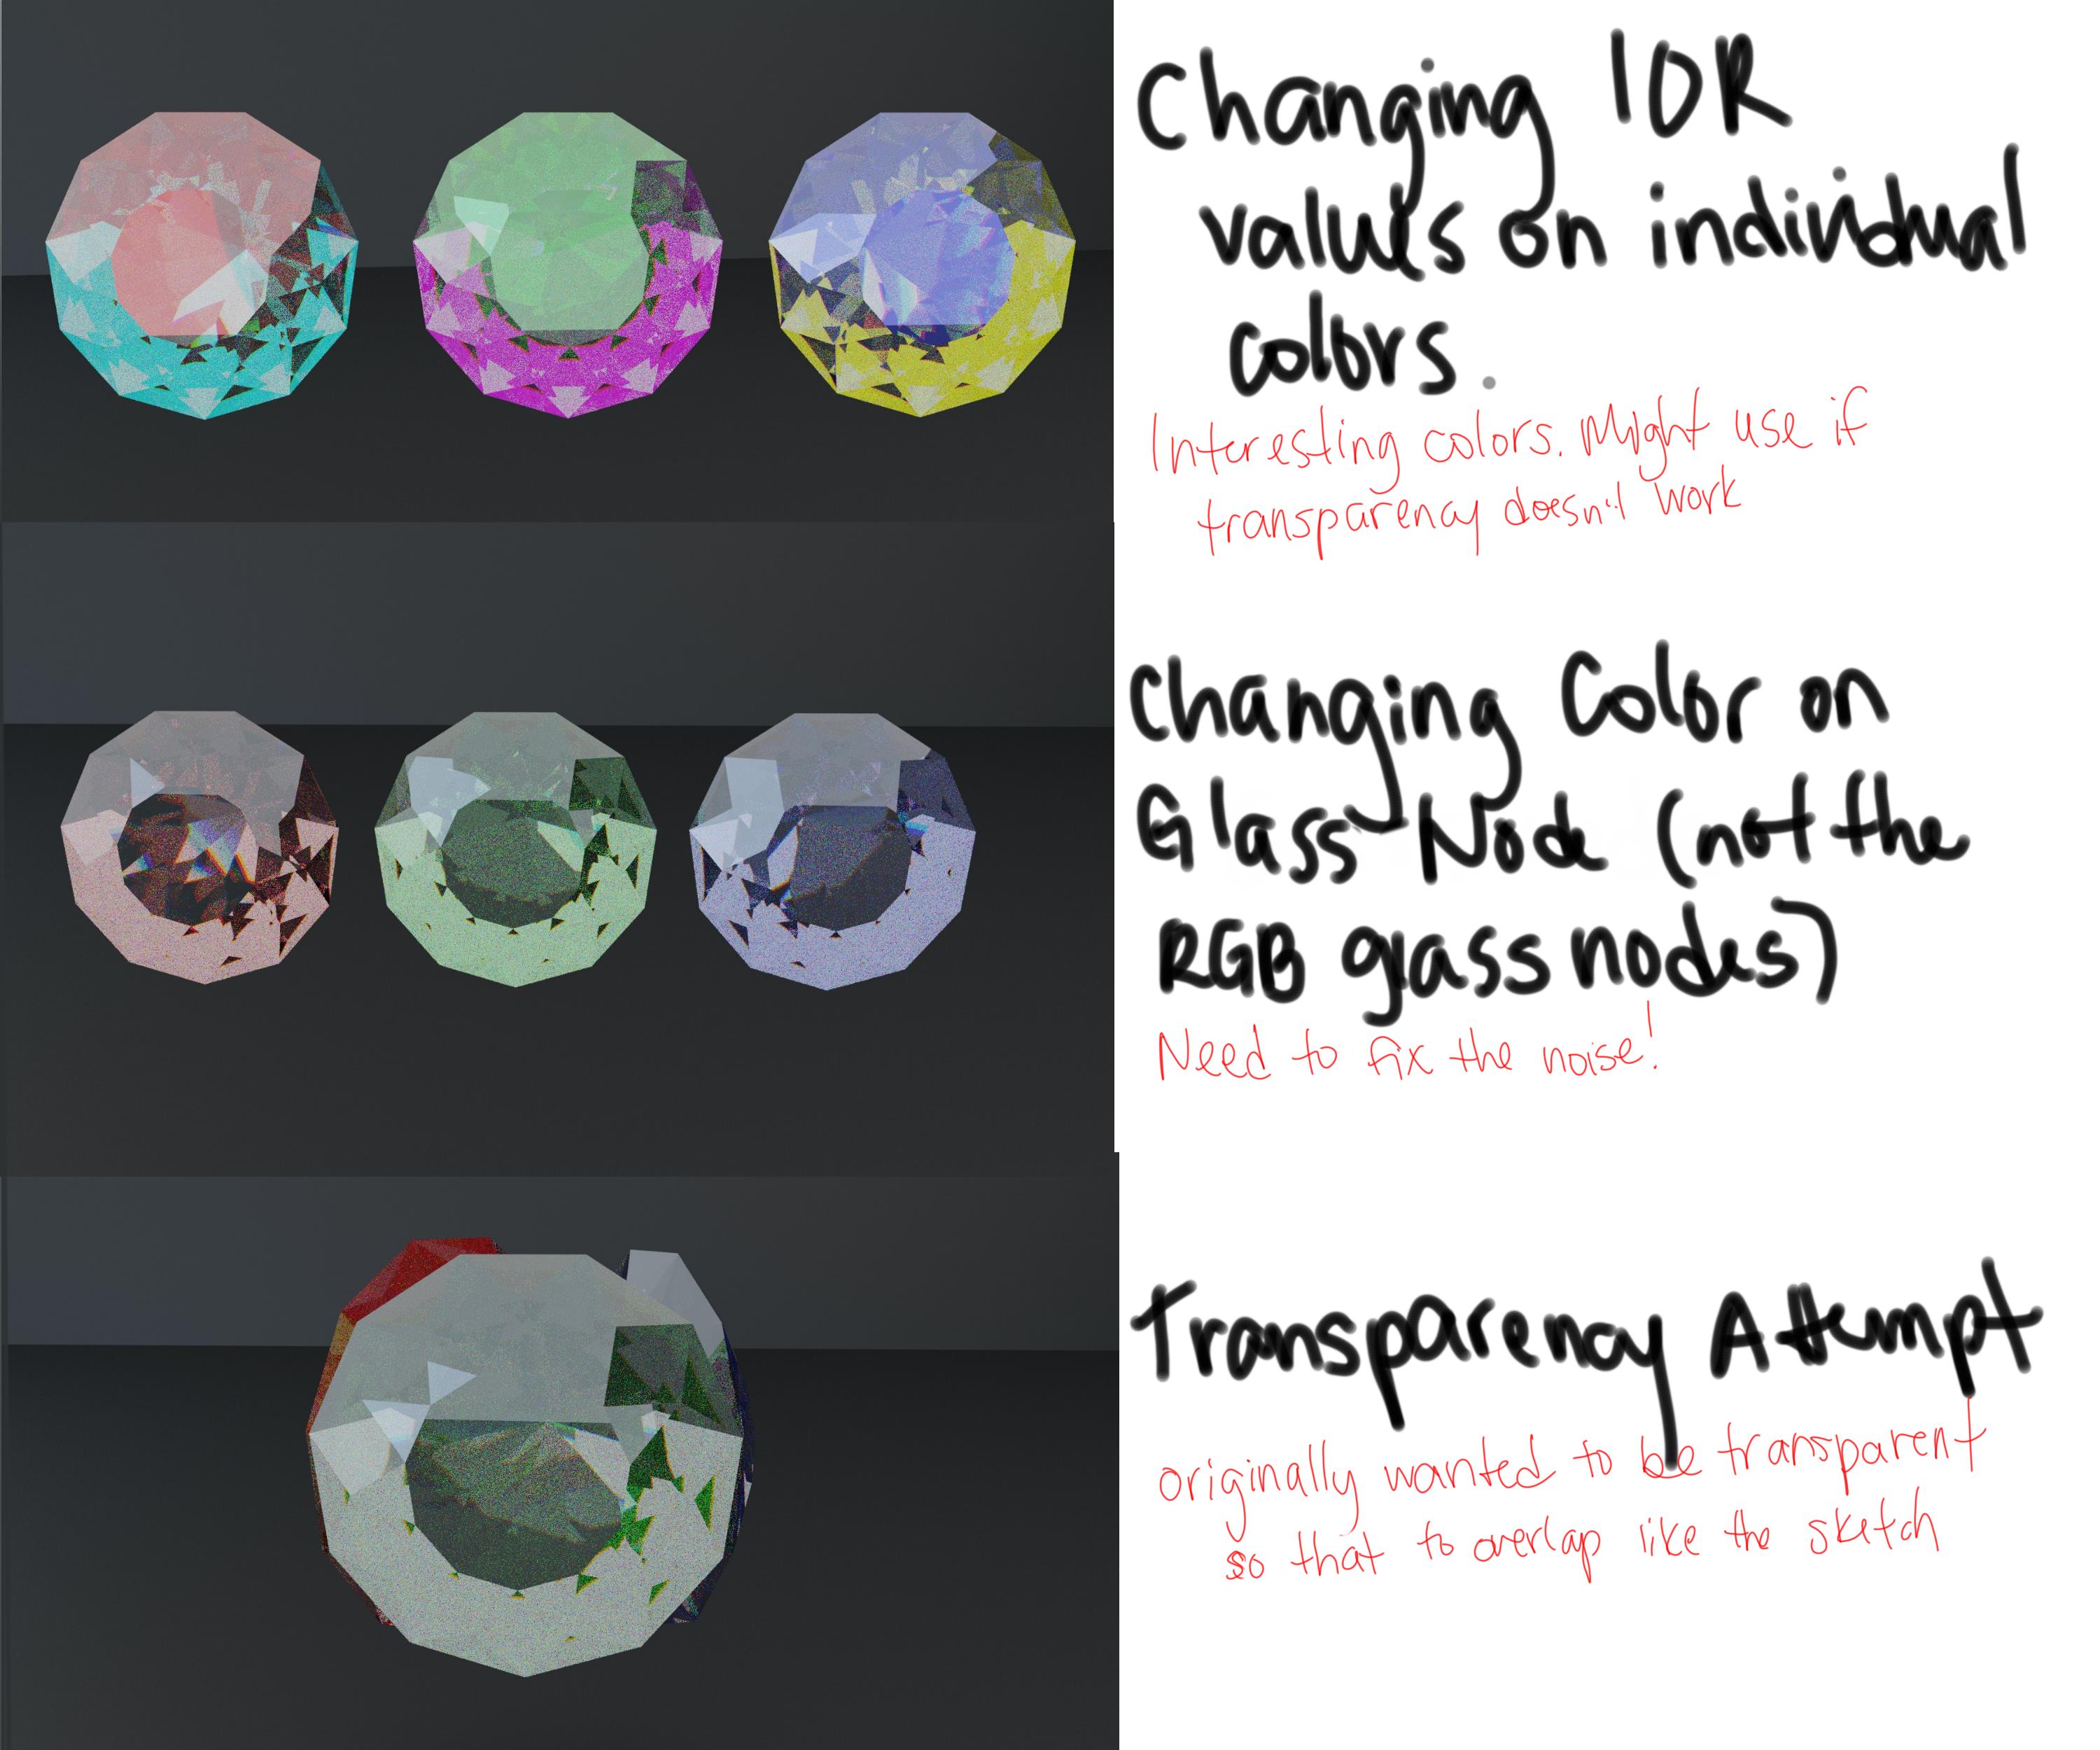 Changing IOR
values on individual
colors.
Interesting colors. Might use if
transparency doesn't work
Changing Color on
Glass Node (not the
RGB glass nodes)
Need to fix the noise!
Transparency Attempt
originally wanted to be transparent
so that to overlap like the sketch